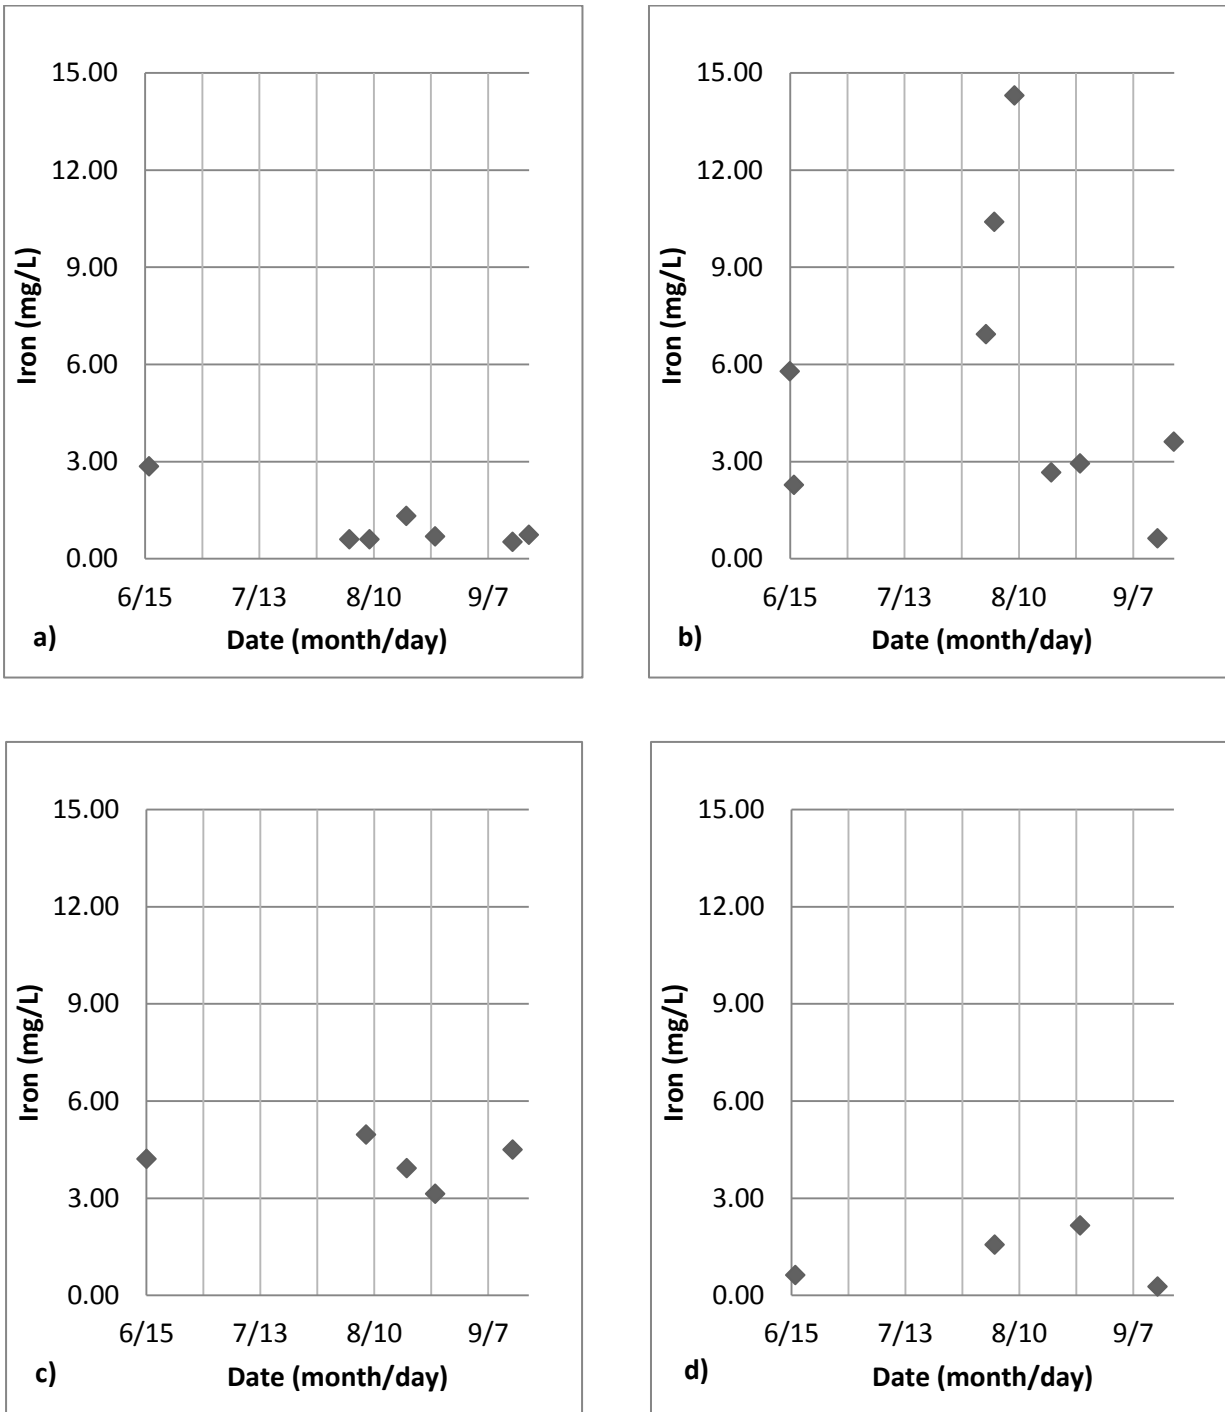 15.00
12.00
9.00
6.00
3.00
0.00
Iron (mg/L)
6/15 7/13 8/10 9/7
Date (month/day)
a)
15.00
12.00
9.00
6.00
3.00
0.00
Iron (mg/L)
6/15 7/13 8/10 9/7
Date (month/day)
b)
15.00
12.00
9.00
6.00
3.00
0.00
Iron (mg/L)
6/15 7/13 8/10 9/7
Date (month/day)
c)
15.00
12.00
9.00
6.00
3.00
0.00
Iron (mg/L)
6/15 7/13 8/10 9/7
Date (month/day)
d)